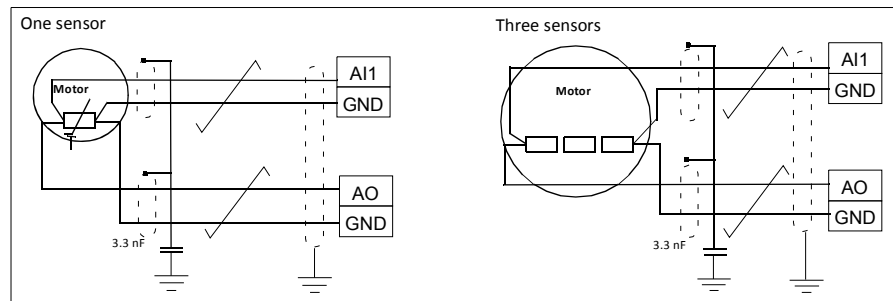 One sensor
Motor
AI1
GND
AO
GND
3.3 nF
Three sensors
Motor
AI1
GND
AO
GND
3.3 nF